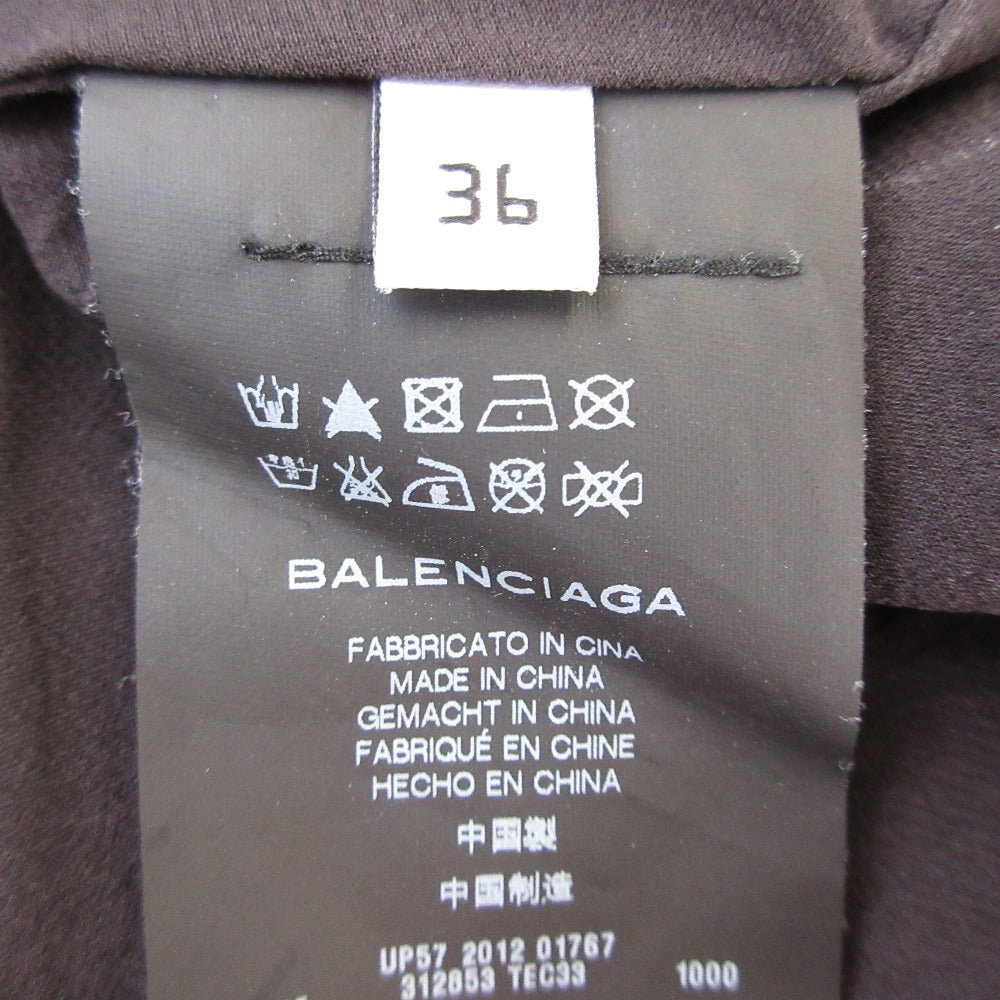 36
BALENCIAGA
FABBRICATO IN CINA
MADE IN CHINA
GEMACHT IN CHINA
FABRIQUÉ EN CHINE
HECHO EN CHINA
中国製
中国制造
UP57 2012 01767
312853 TEC33 1000